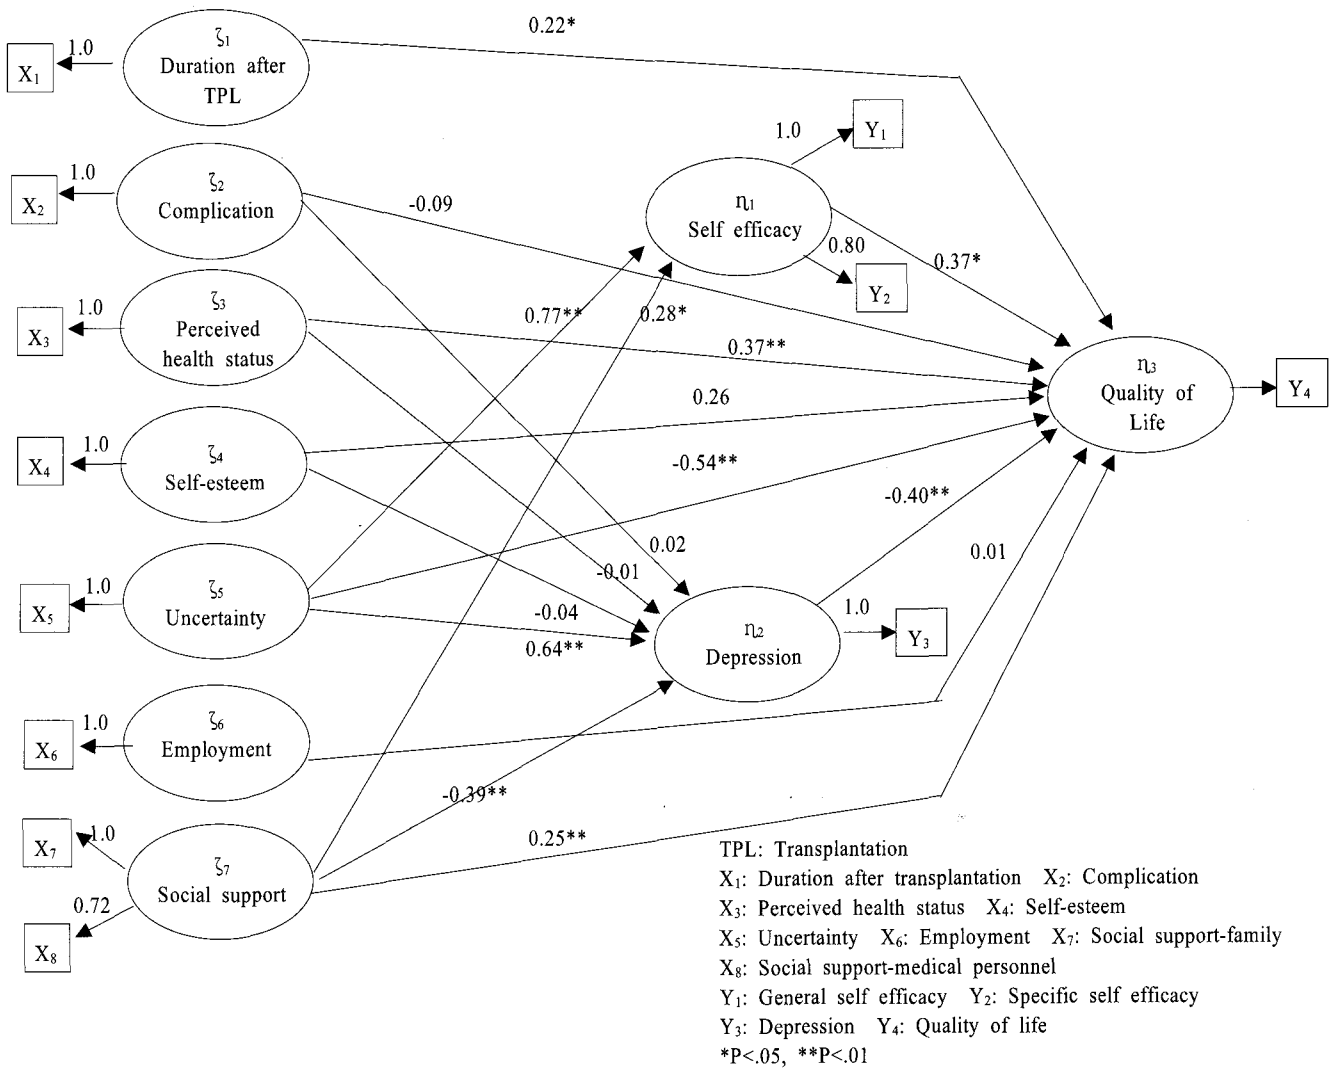 0.22*
ζ₁
Duration after
TPL
1.0
X₁
1.0
Y₁
ζ₂
Complication
1.0
X₂
-0.09
η₁
Self efficacy
0.80
Y₂
0.37*
ζ₃
Perceived
health status
1.0
X₃
0.77**
0.28*
0.37**
η₃
Quality of
Life
Y₄
0.26
ζ₄
Self-esteem
1.0
X₄
-0.54**
-0.40**
0.02
-0.01
0.01
ζ₅
Uncertainty
1.0
X₅
-0.04
0.64**
η₂
Depression
1.0
Y₃
ζ₆
Employment
1.0
X₆
-0.39**
0.25**
ζ₇
Social support
1.0
X₇
0.72
X₈
TPL: Transplantation
X₁: Duration after transplantation X₂: Complication
X₃: Perceived health status X₄: Self-esteem
X₅: Uncertainty X₆: Employment X₇: Social support-family
X₈: Social support-medical personnel
Y₁: General self efficacy Y₂: Specific self efficacy
Y₃: Depression Y₄: Quality of life
*P<.05, **P<.01